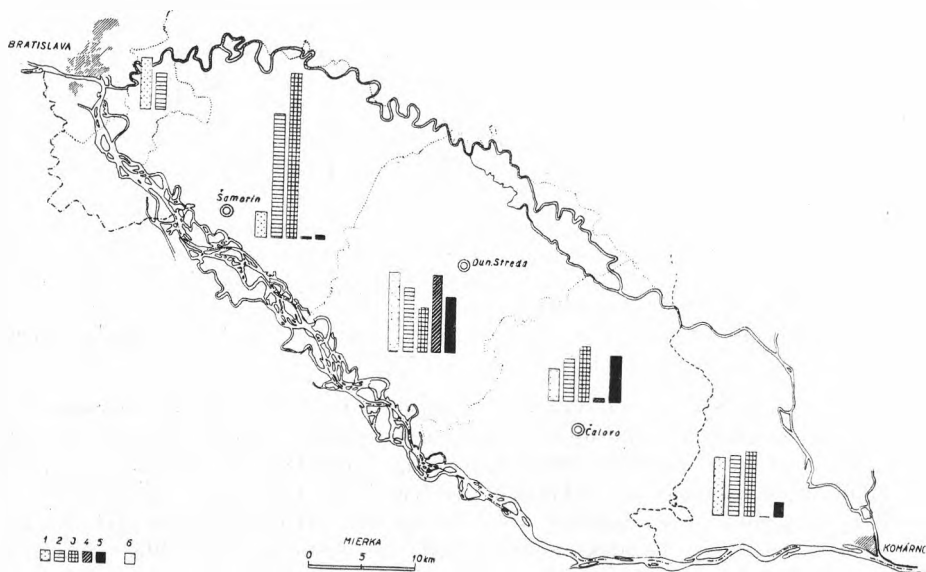 BRATISLAVA
Šamorín
Dun. Streda
Čalovo
KOMÁRNO
1 2 3 4 5 6
MIERKA
0 5 10 km